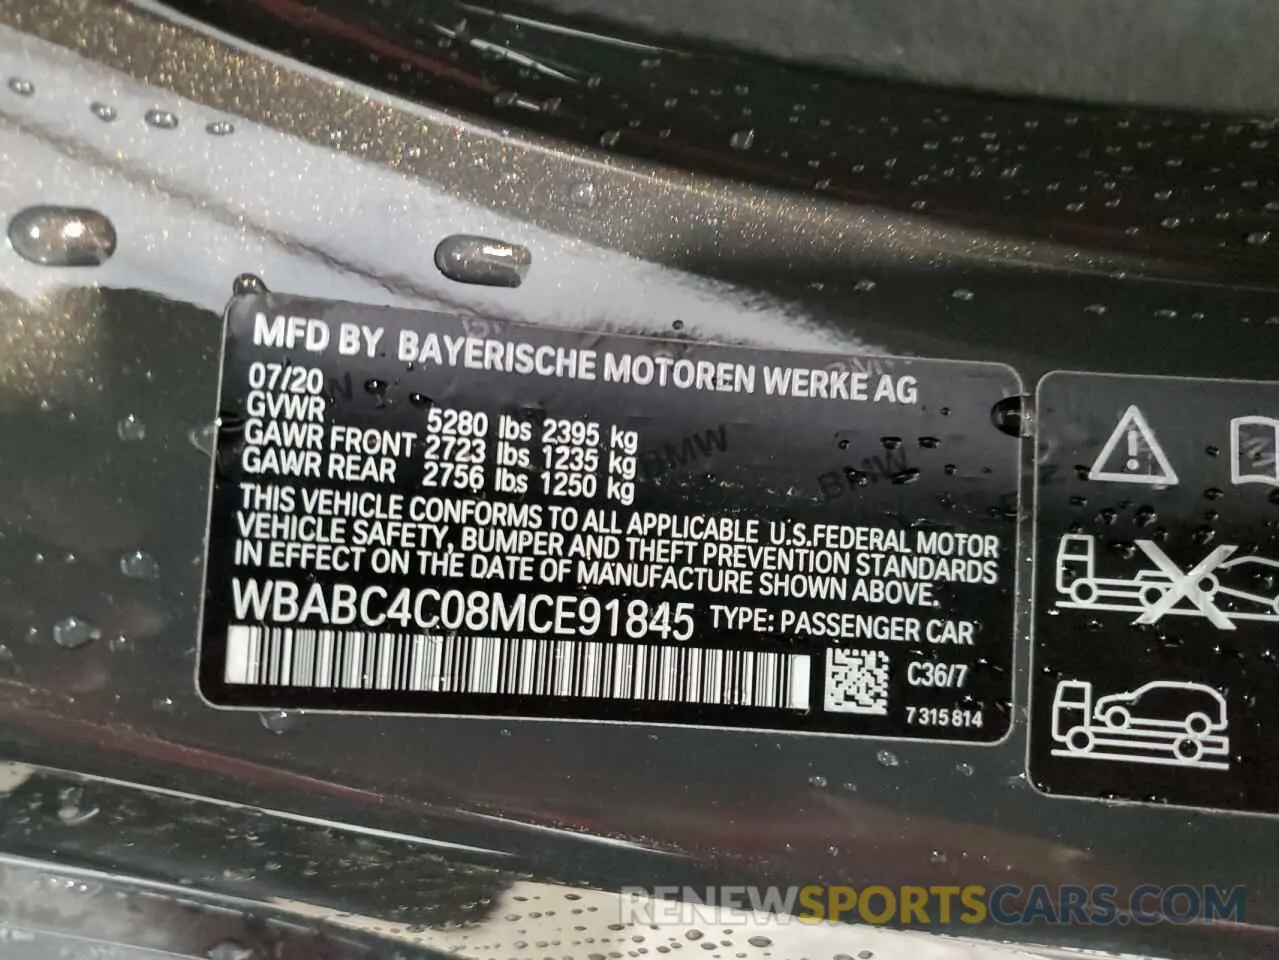 MFD BY BAYERISCHE MOTOREN WERKE AG
07/20
GVWR 5280 lbs 2395 kg
GAWR FRONT 2723 lbs 1235 kg
GAWR REAR 2756 lbs 1250 kg
THIS VEHICLE CONFORMS TO ALL APPLICABLE U.S.FEDERAL MOTOR
VEHICLE SAFETY, BUMPER AND THEFT PREVENTION STANDARDS
IN EFFECT ON THE DATE OF MANUFACTURE SHOWN ABOVE.
WBABC4C08MCE91845 TYPE: PASSENGER CAR
C36/7
7 315 814
BMW
BMW
RENEWSPORTSCARS.COM